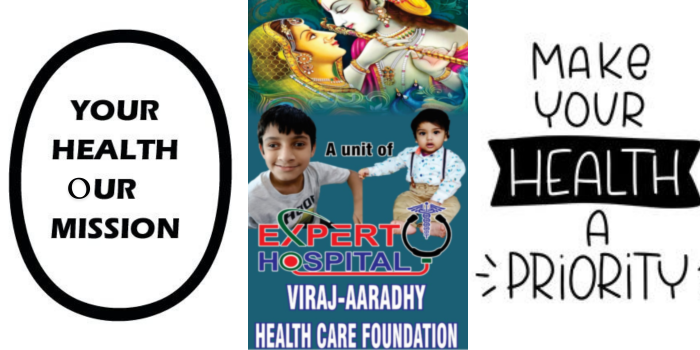 YOUR
HEALTH
OUR
MISSION
A unit of
EXPERT
HOSPITAL
VIRAJ-AARADHY
HEALTH CARE FOUNDATION
MAKe
YOUR
HEALTH
A
PRiORiTY